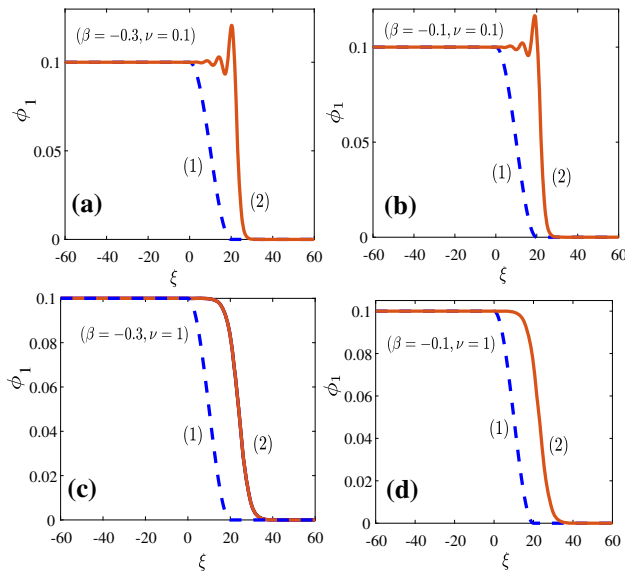 (β = −0.3, ν = 0.1)
0.1
0.05
0
ϕ1
(1)
(2)
(a)
-60 -40 -20 0 20 40 60
ξ
(β = −0.1, ν = 0.1)
0.1
0.05
0
ϕ1
(1)
(2)
(b)
-60 -40 -20 0 20 40 60
ξ
0.1
0.08
0.06
0.04
0.02
0
ϕ1
(β = −0.3, ν = 1)
(1)
(2)
(c)
-60 -40 -20 0 20 40 60
ξ
0.1
0.08
0.06
0.04
0.02
0
ϕ1
(β = −0.1, ν = 1)
(1)
(2)
(d)
-60 -40 -20 0 20 40 60
ξ